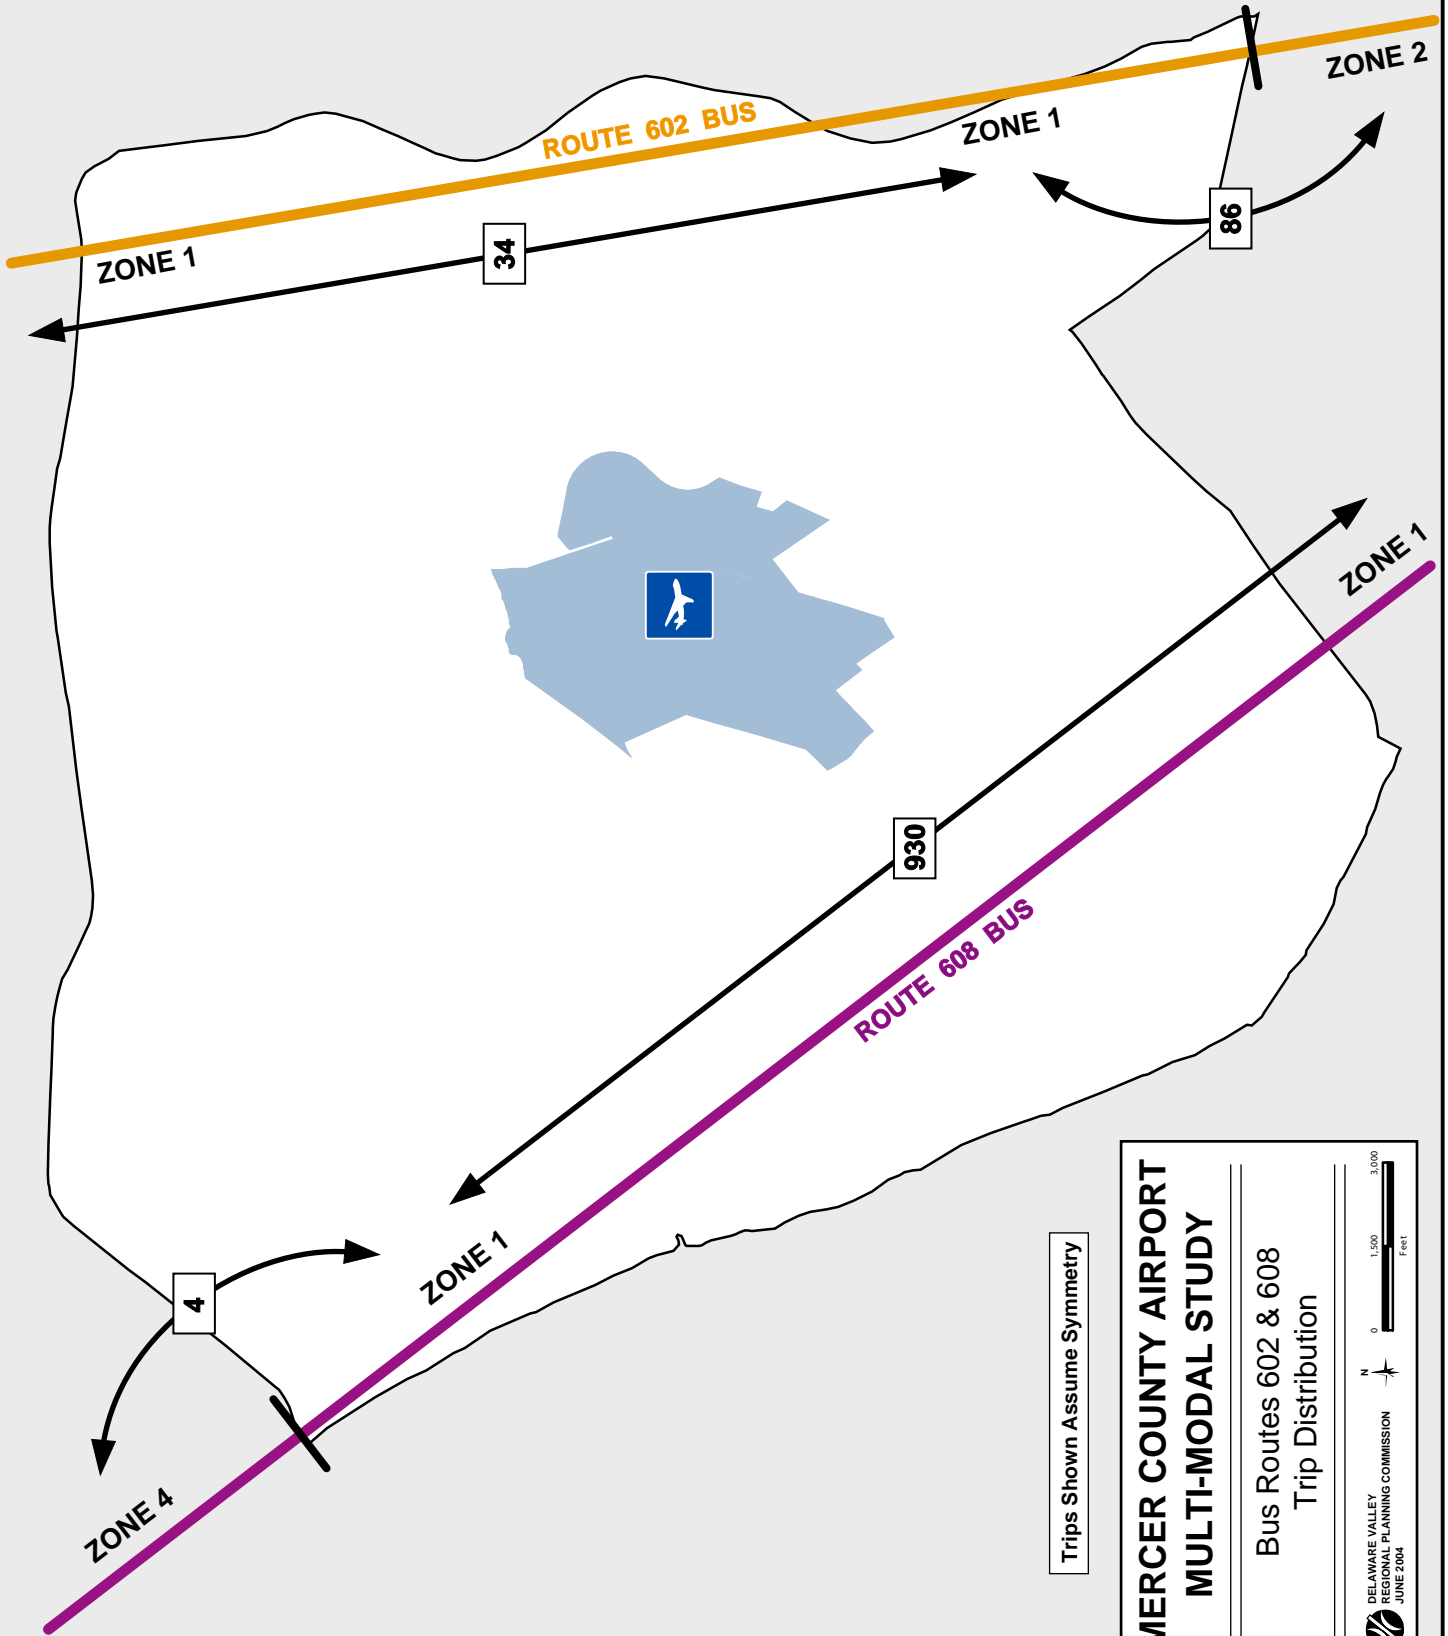 ZONE 2
ROUTE 602 BUS
ZONE 1
ZONE 1
34
86
ZONE 1
930
ROUTE 608 BUS
ZONE 1
4
ZONE 4
Trips Shown Assume Symmetry
MERCER COUNTY AIRPORT
MULTI-MODAL STUDY
Bus Routes 602 & 608
Trip Distribution
DELAWARE VALLEY
REGIONAL PLANNING COMMISSION
JUNE 2004
N
0 1,500 3,000
Feet